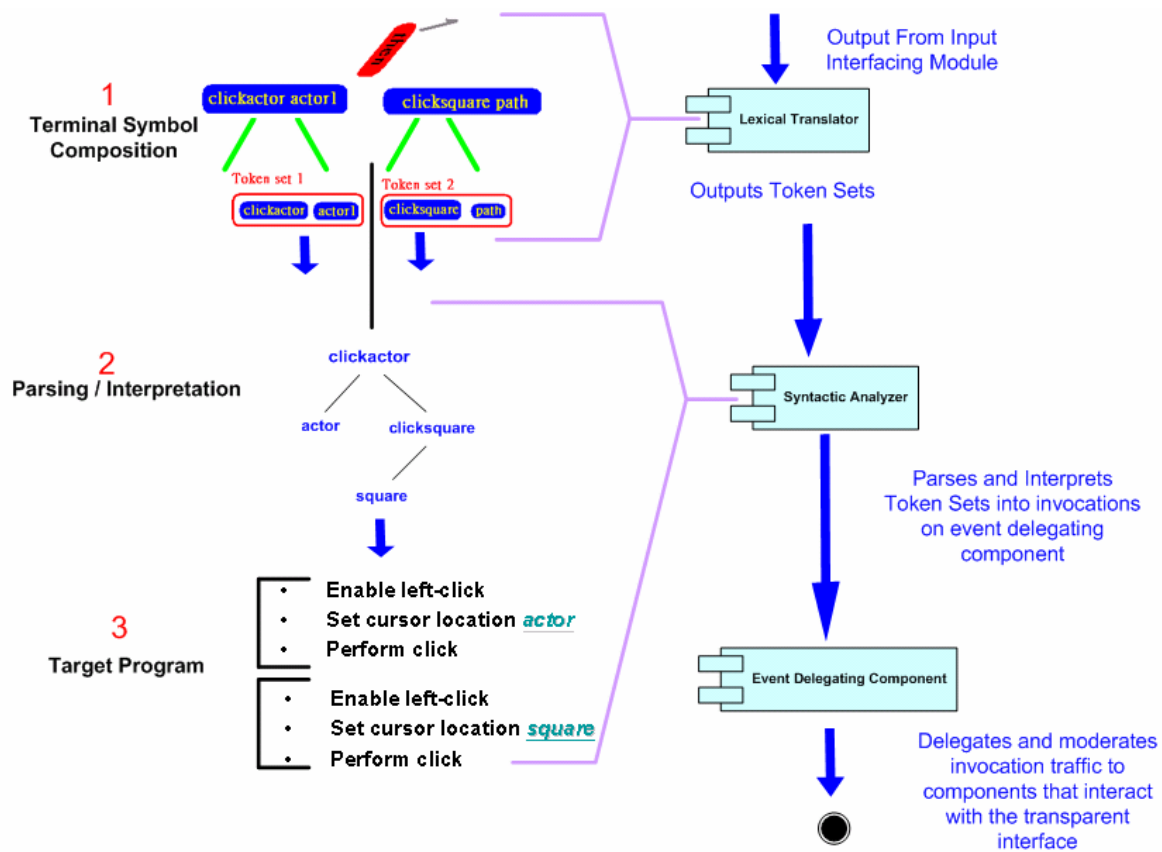 then
Output From Input
Interfacing Module
1
Terminal Symbol
Composition
clickactor actor1
clicksquare path
Lexical Translator
Token set 1
Token set 2
clickactor actor1
clicksquare path
Outputs Token Sets
2
Parsing / Interpretation
clickactor
actor
clicksquare
square
Syntactic Analyzer
Parses and Interprets
Token Sets into invocations
on event delegating
component
3
Target Program
• Enable left-click
• Set cursor location actor
• Perform click
• Enable left-click
• Set cursor location square
• Perform click
Event Delegating Component
Delegates and moderates
invocation traffic to
components that interact
with the transparent
interface